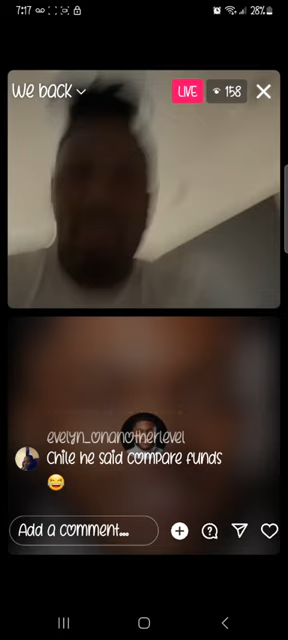 7:17
28%
We back
LIVE
158
evelyn_onanotherlevel
Chile he said compare funds
Add a comment...